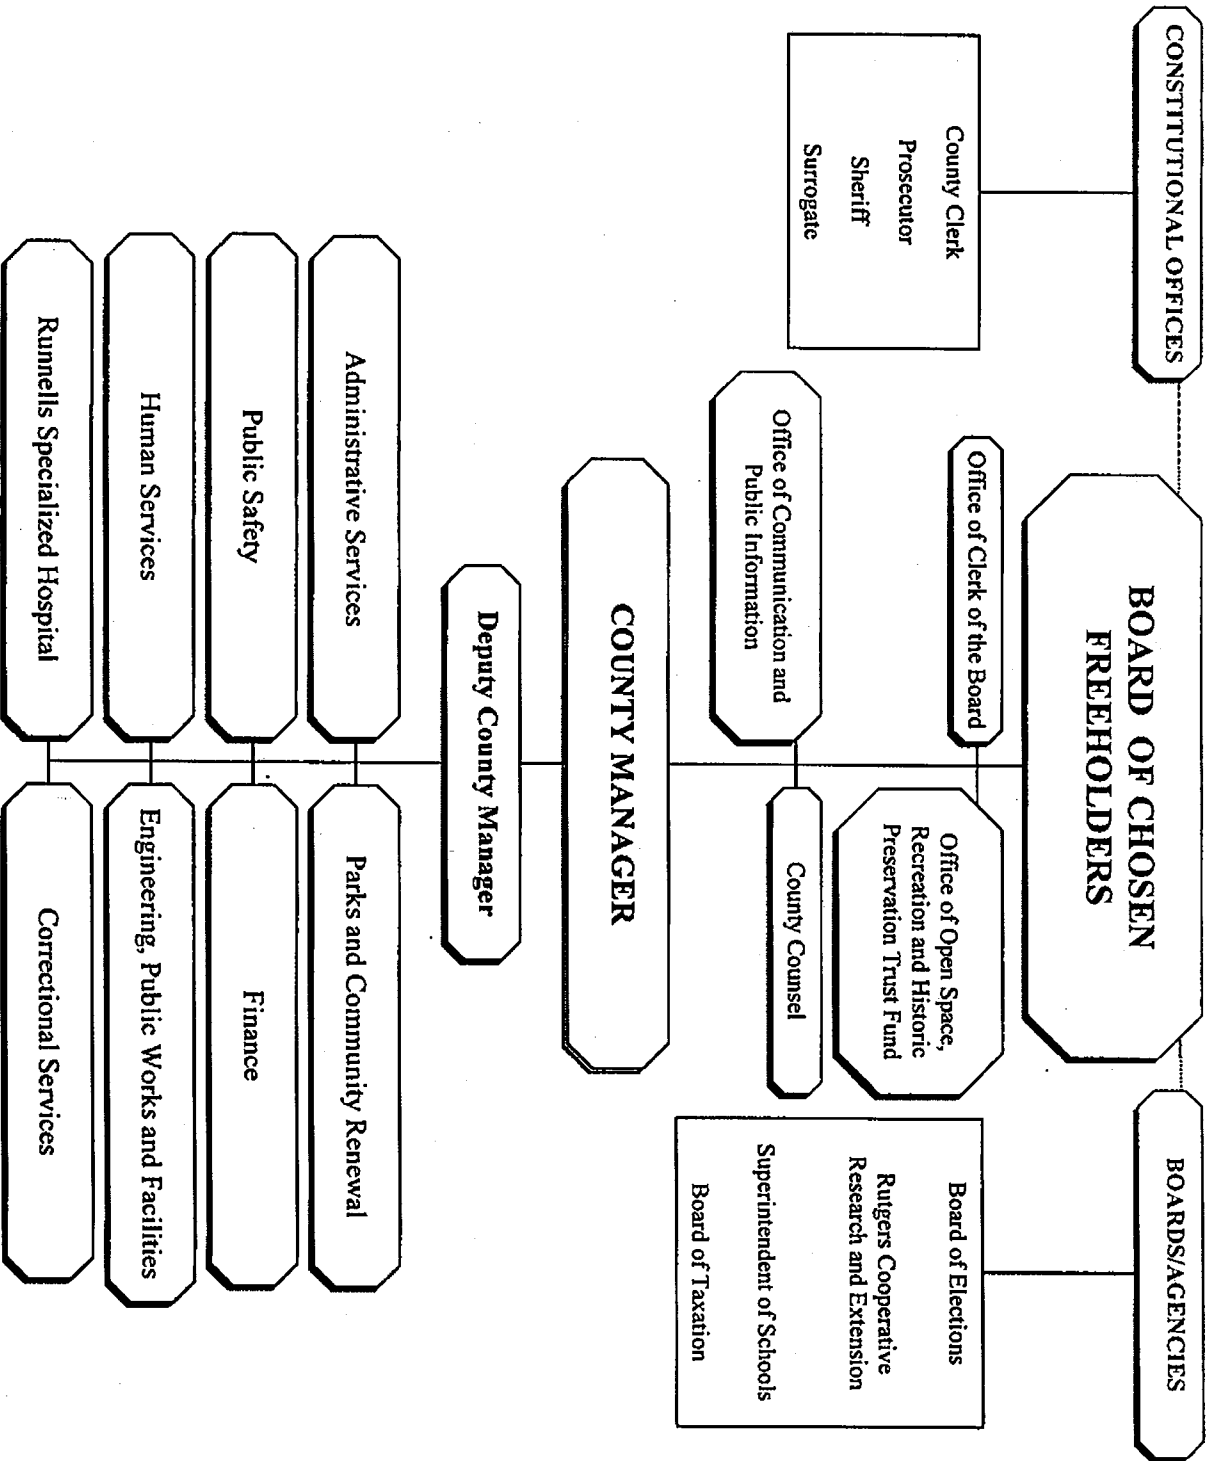 CONSTITUTIONAL OFFICES
County Clerk
Prosecutor
Sheriff
Surrogate
BOARD OF CHOSEN
FREEHOLDERS
BOARDS/AGENCIES
Board of Elections
Rutgers Cooperative
Research and Extension
Superintendent of Schools
Board of Taxation
Office of Clerk of the Board
Office of Open Space,
Recreation and Historic
Preservation Trust Fund
Office of Communication and
Public Information
County Counsel
COUNTY MANAGER
Deputy County Manager
Administrative Services
Parks and Community Renewal
Public Safety
Finance
Human Services
Engineering, Public Works and Facilities
Runnells Specialized Hospital
Correctional Services